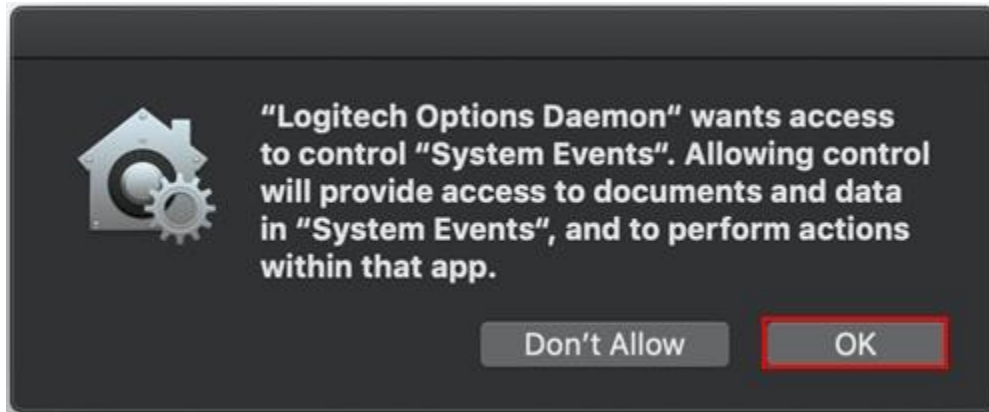 “Logitech Options Daemon“ wants access
to control “System Events“. Allowing control
will provide access to documents and data
in “System Events“, and to perform actions
within that app.
Don’t Allow
OK